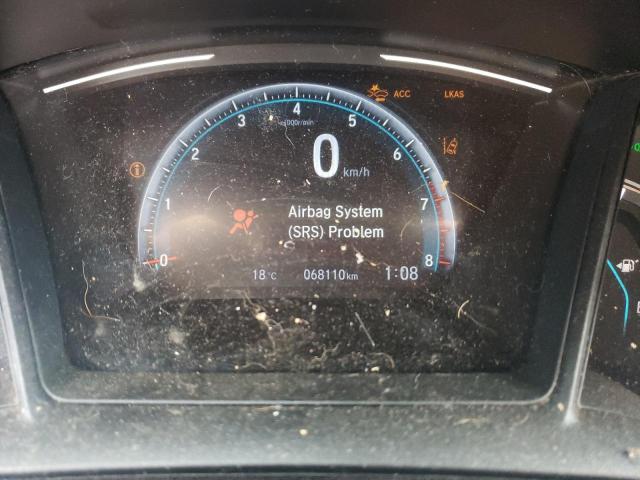 ACC LKAS
4
3 5
x1000r/min
2 6
0
km/h
1 7
Airbag System
(SRS) Problem
0 8
18°C 068110km 1:08